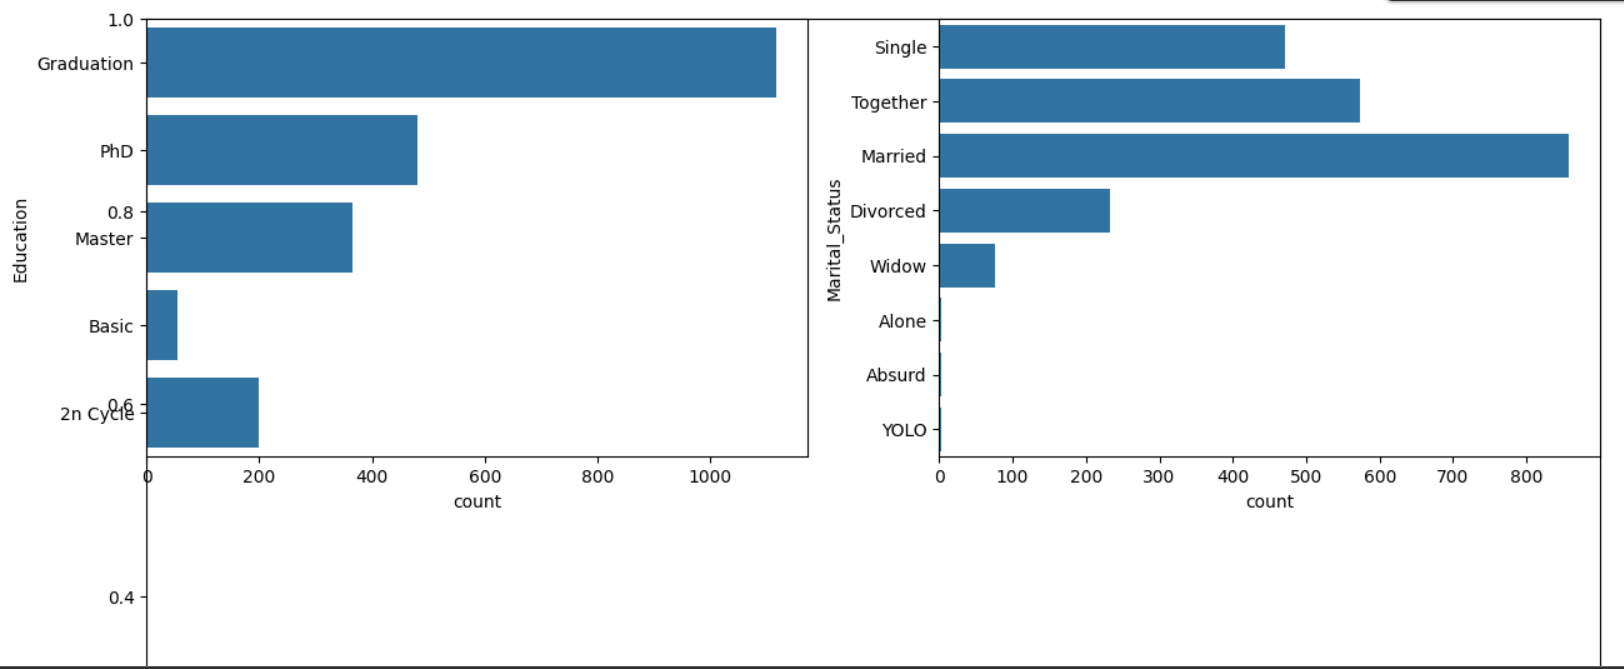 1.0
Graduation
PhD
0.8
Master
Basic
0.6
2n Cycle
Education
0 200 400 600 800 1000
count
0.4
Single
Together
Married
Divorced
Widow
Alone
Absurd
YOLO
Marital_Status
0 100 200 300 400 500 600 700 800
count